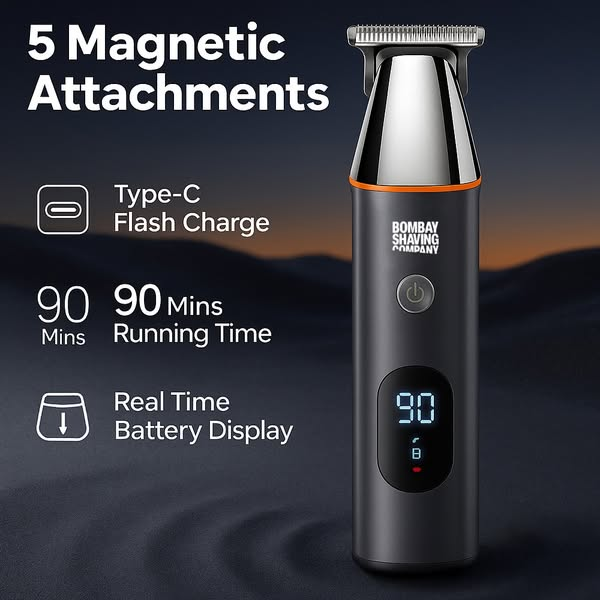 5 Magnetic
Attachments
Type-C
Flash Charge
90
Mins
90 Mins
Running Time
Real Time
Battery Display
BOMBAY
SHAVING
COMPANY
90